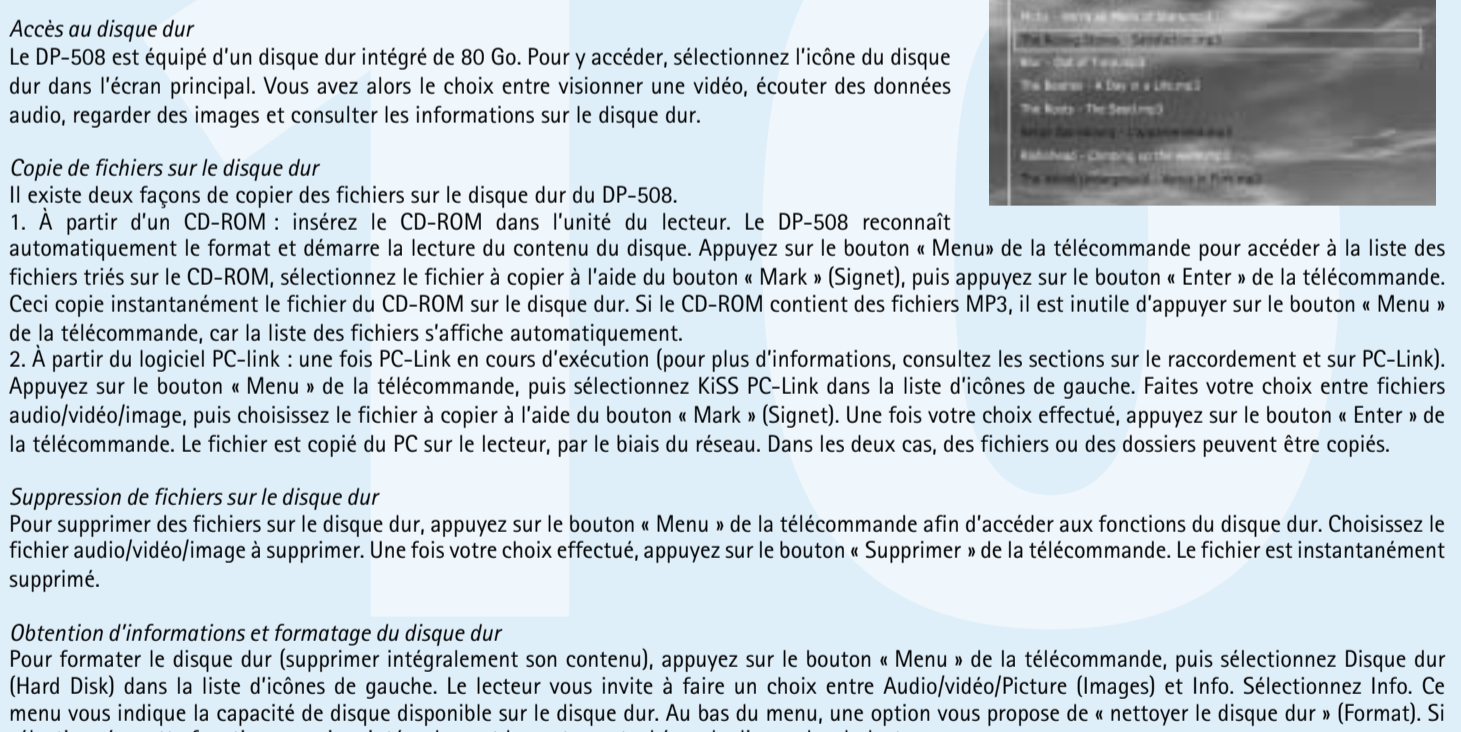 Accès au disque dur
Le DP-508 est équipé d'un disque dur intégré de 80 Go. Pour y accéder, sélectionnez l'icône du disque
dur dans l'écran principal. Vous avez alors le choix entre visionner une vidéo, écouter des données
audio, regarder des images et consulter les informations sur le disque dur.
The Rolling Stones - Satisfaction.mp3
The Beatles - A Day in a Life.mp3
The Roots - The Seed.mp3
Copie de fichiers sur le disque dur
Il existe deux façons de copier des fichiers sur le disque dur du DP-508.
1. À partir d'un CD-ROM : insérez le CD-ROM dans l'unité du lecteur. Le DP-508 reconnaît
automatiquement le format et démarre la lecture du contenu du disque. Appuyez sur le bouton « Menu» de la télécommande pour accéder à la liste des
fichiers triés sur le CD-ROM, sélectionnez le fichier à copier à l'aide du bouton « Mark » (Signet), puis appuyez sur le bouton « Enter » de la télécommande.
Ceci copie instantanément le fichier du CD-ROM sur le disque dur. Si le CD-ROM contient des fichiers MP3, il est inutile d'appuyer sur le bouton « Menu »
de la télécommande, car la liste des fichiers s'affiche automatiquement.
2. À partir du logiciel PC-link : une fois PC-Link en cours d'exécution (pour plus d'informations, consultez les sections sur le raccordement et sur PC-Link).
Appuyez sur le bouton « Menu » de la télécommande, puis sélectionnez KiSS PC-Link dans la liste d'icônes de gauche. Faites votre choix entre fichiers
audio/vidéo/image, puis choisissez le fichier à copier à l'aide du bouton « Mark » (Signet). Une fois votre choix effectué, appuyez sur le bouton « Enter » de
la télécommande. Le fichier est copié du PC sur le lecteur, par le biais du réseau. Dans les deux cas, des fichiers ou des dossiers peuvent être copiés.
Suppression de fichiers sur le disque dur
Pour supprimer des fichiers sur le disque dur, appuyez sur le bouton « Menu » de la télécommande afin d'accéder aux fonctions du disque dur. Choisissez le
fichier audio/vidéo/image à supprimer. Une fois votre choix effectué, appuyez sur le bouton « Supprimer » de la télécommande. Le fichier est instantanément
supprimé.
Obtention d'informations et formatage du disque dur
Pour formater le disque dur (supprimer intégralement son contenu), appuyez sur le bouton « Menu » de la télécommande, puis sélectionnez Disque dur
(Hard Disk) dans la liste d'icônes de gauche. Le lecteur vous invite à faire un choix entre Audio/vidéo/Picture (Images) et Info. Sélectionnez Info. Ce
menu vous indique la capacité de disque disponible sur le disque dur. Au bas du menu, une option vous propose de « nettoyer le disque dur » (Format). Si
10